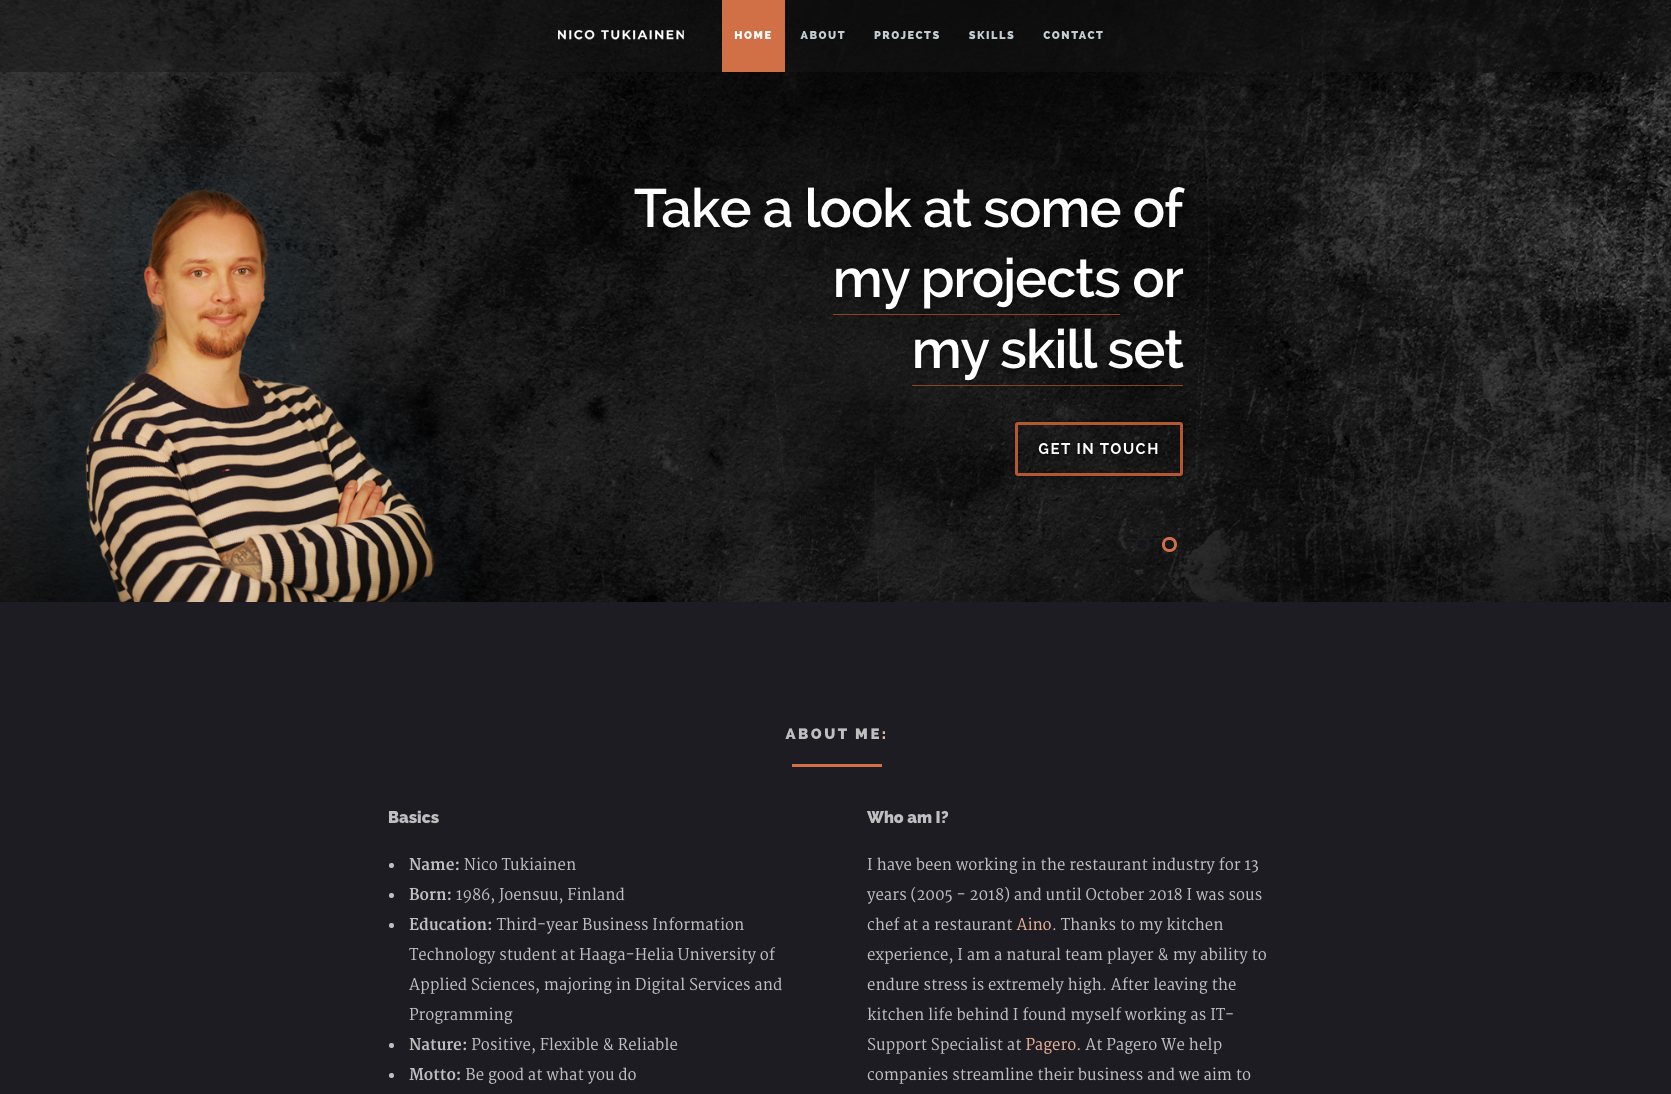 NICO TUKIAINEN
HOME ABOUT PROJECTS SKILLS CONTACT
Take a look at some of
my projects or
my skill set
GET IN TOUCH
ABOUT ME:
Basics
• Name: Nico Tukiainen
• Born: 1986, Joensuu, Finland
• Education: Third-year Business Information
Technology student at Haaga-Helia University of
Applied Sciences, majoring in Digital Services and
Programming
• Nature: Positive, Flexible & Reliable
• Motto: Be good at what you do
Who am I?
I have been working in the restaurant industry for 13
years (2005 - 2018) and until October 2018 I was sous
chef at a restaurant Aino. Thanks to my kitchen
experience, I am a natural team player & my ability to
endure stress is extremely high. After leaving the
kitchen life behind I found myself working as IT-
Support Specialist at Pagero. At Pagero We help
companies streamline their business and we aim to